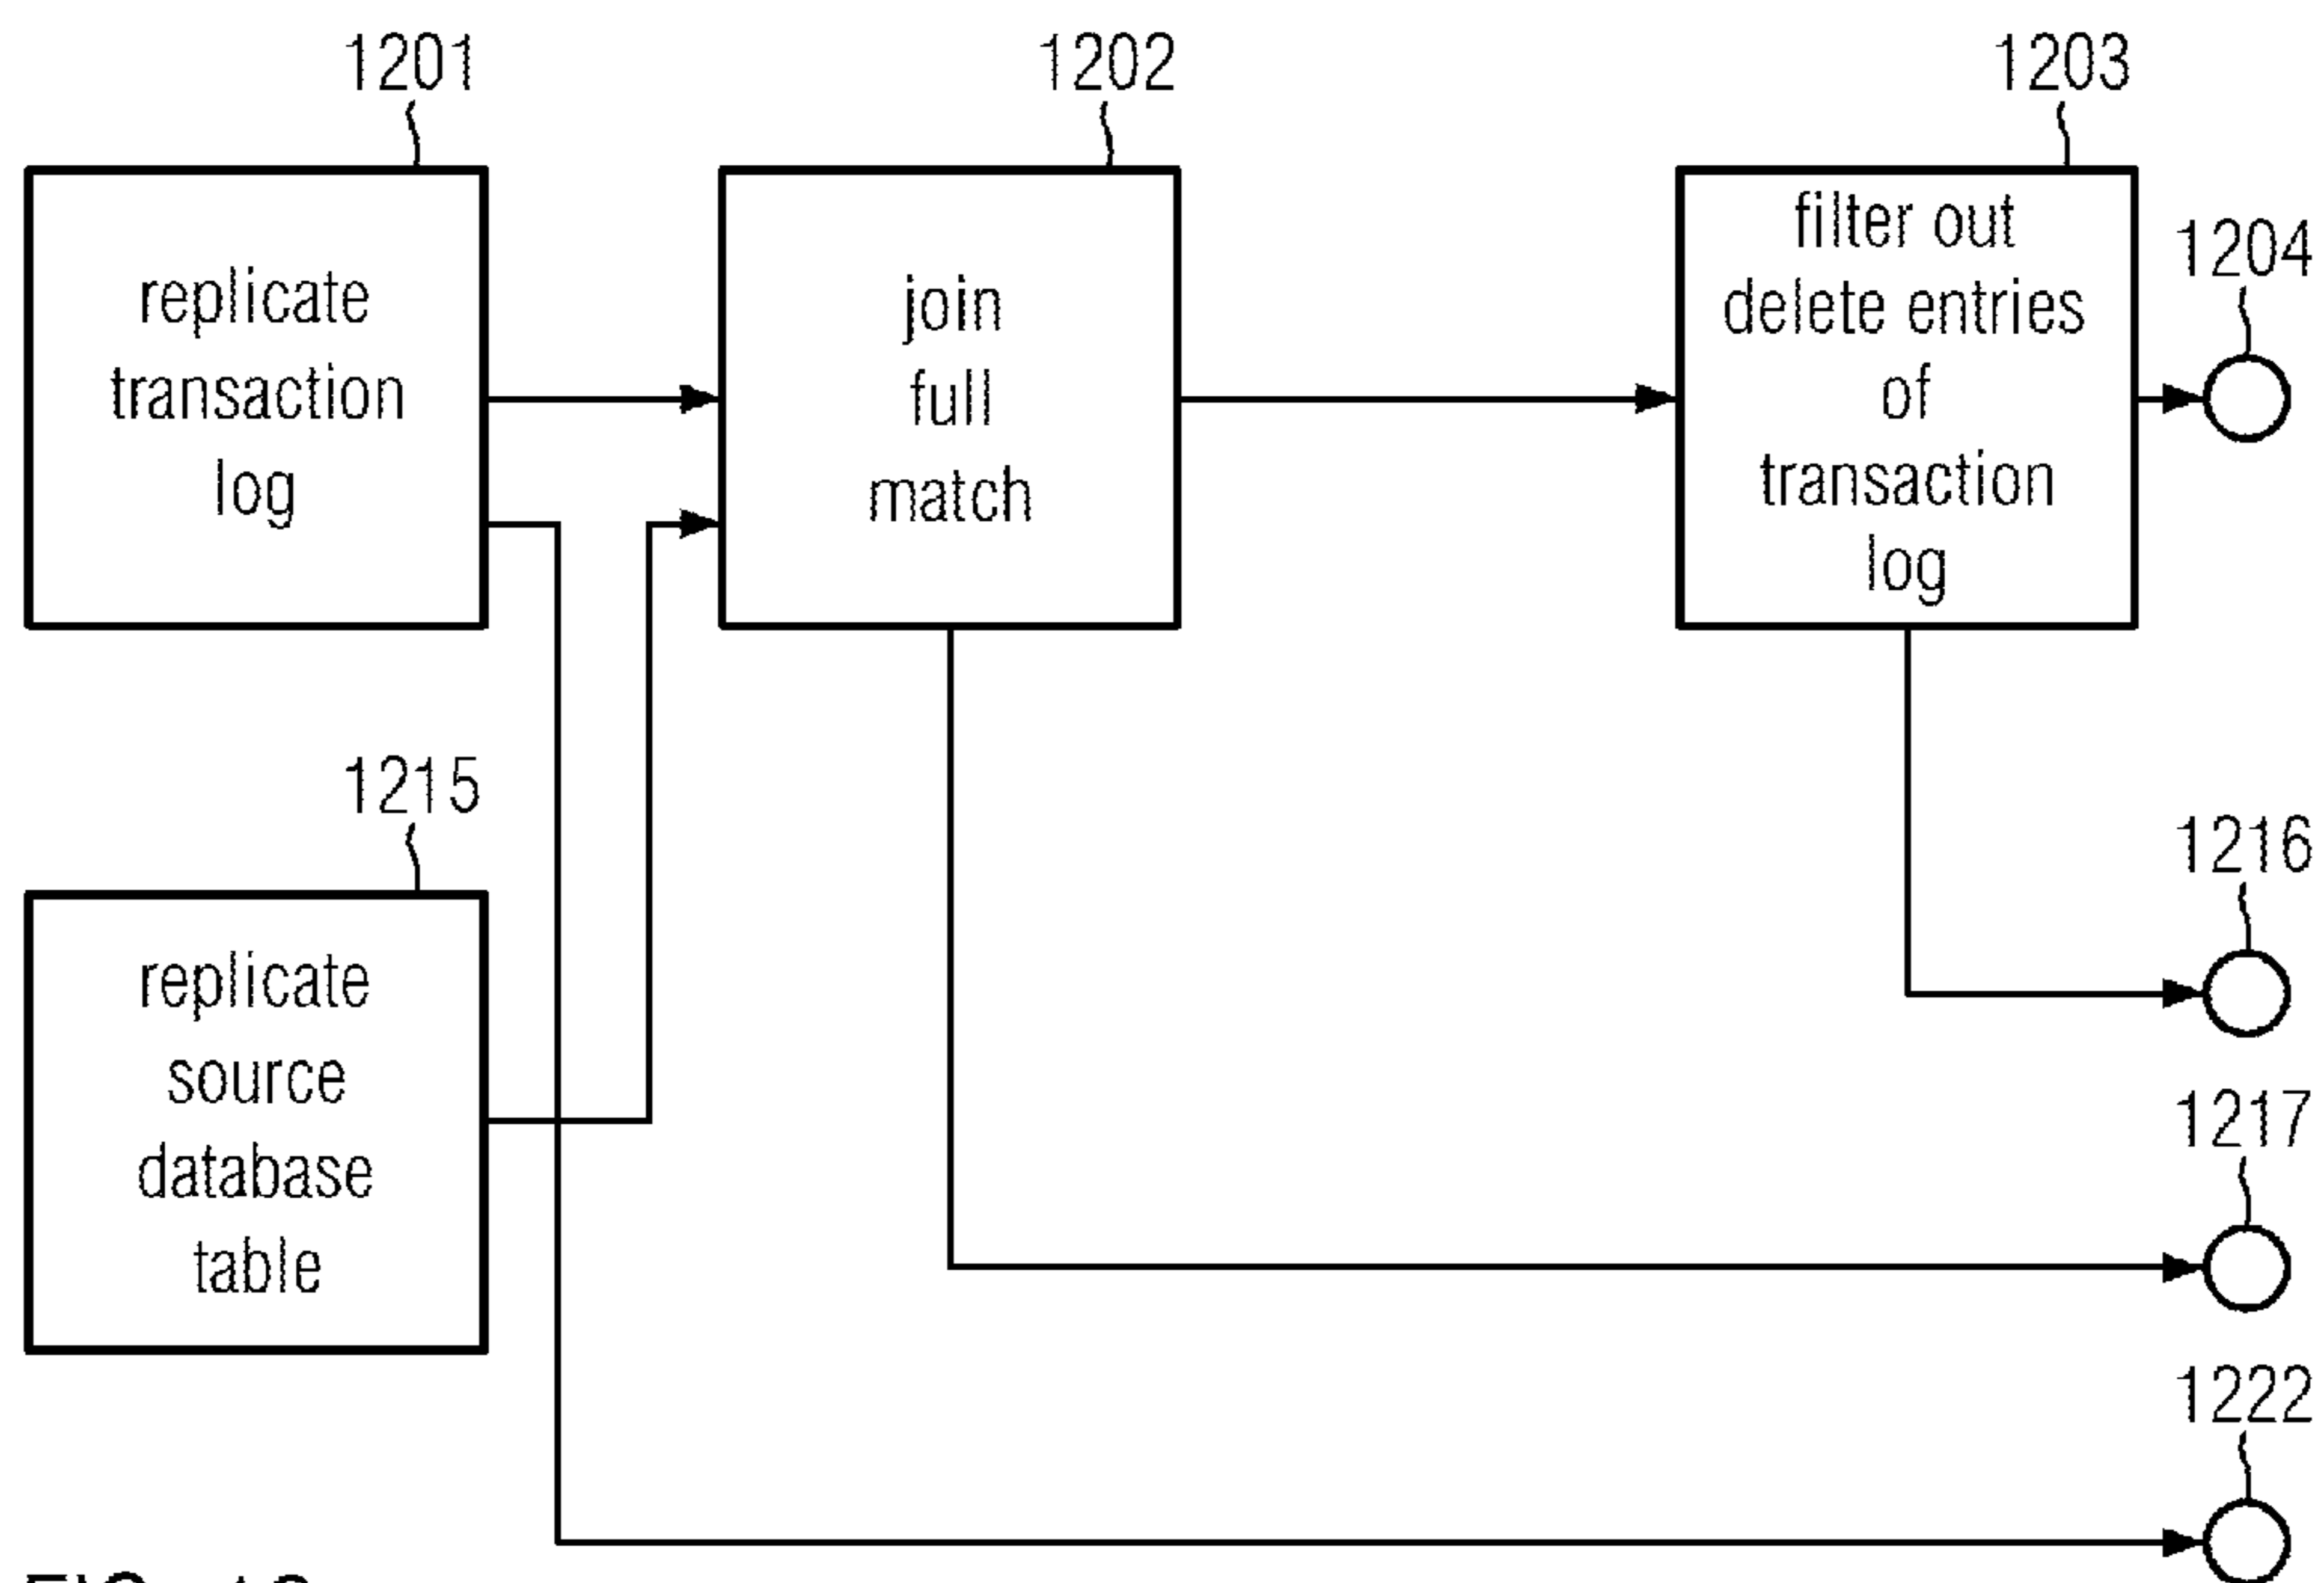 1201
1202
1203
replicate
transaction
log
join
full
match
filter out
delete entries
of
transaction
log
1204
1215
replicate
source
database
table
1216
1217
1222